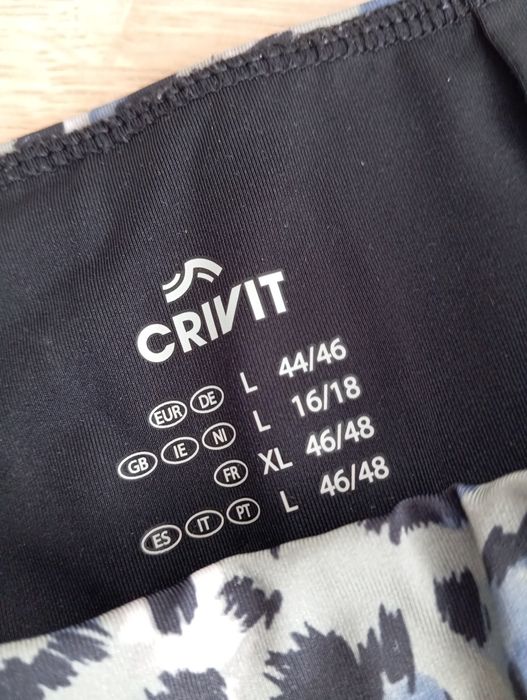 CRIVIT
EUR DE L 44/46
GB IE NI L 16/18
FR XL 46/48
ES IT PT L 46/48